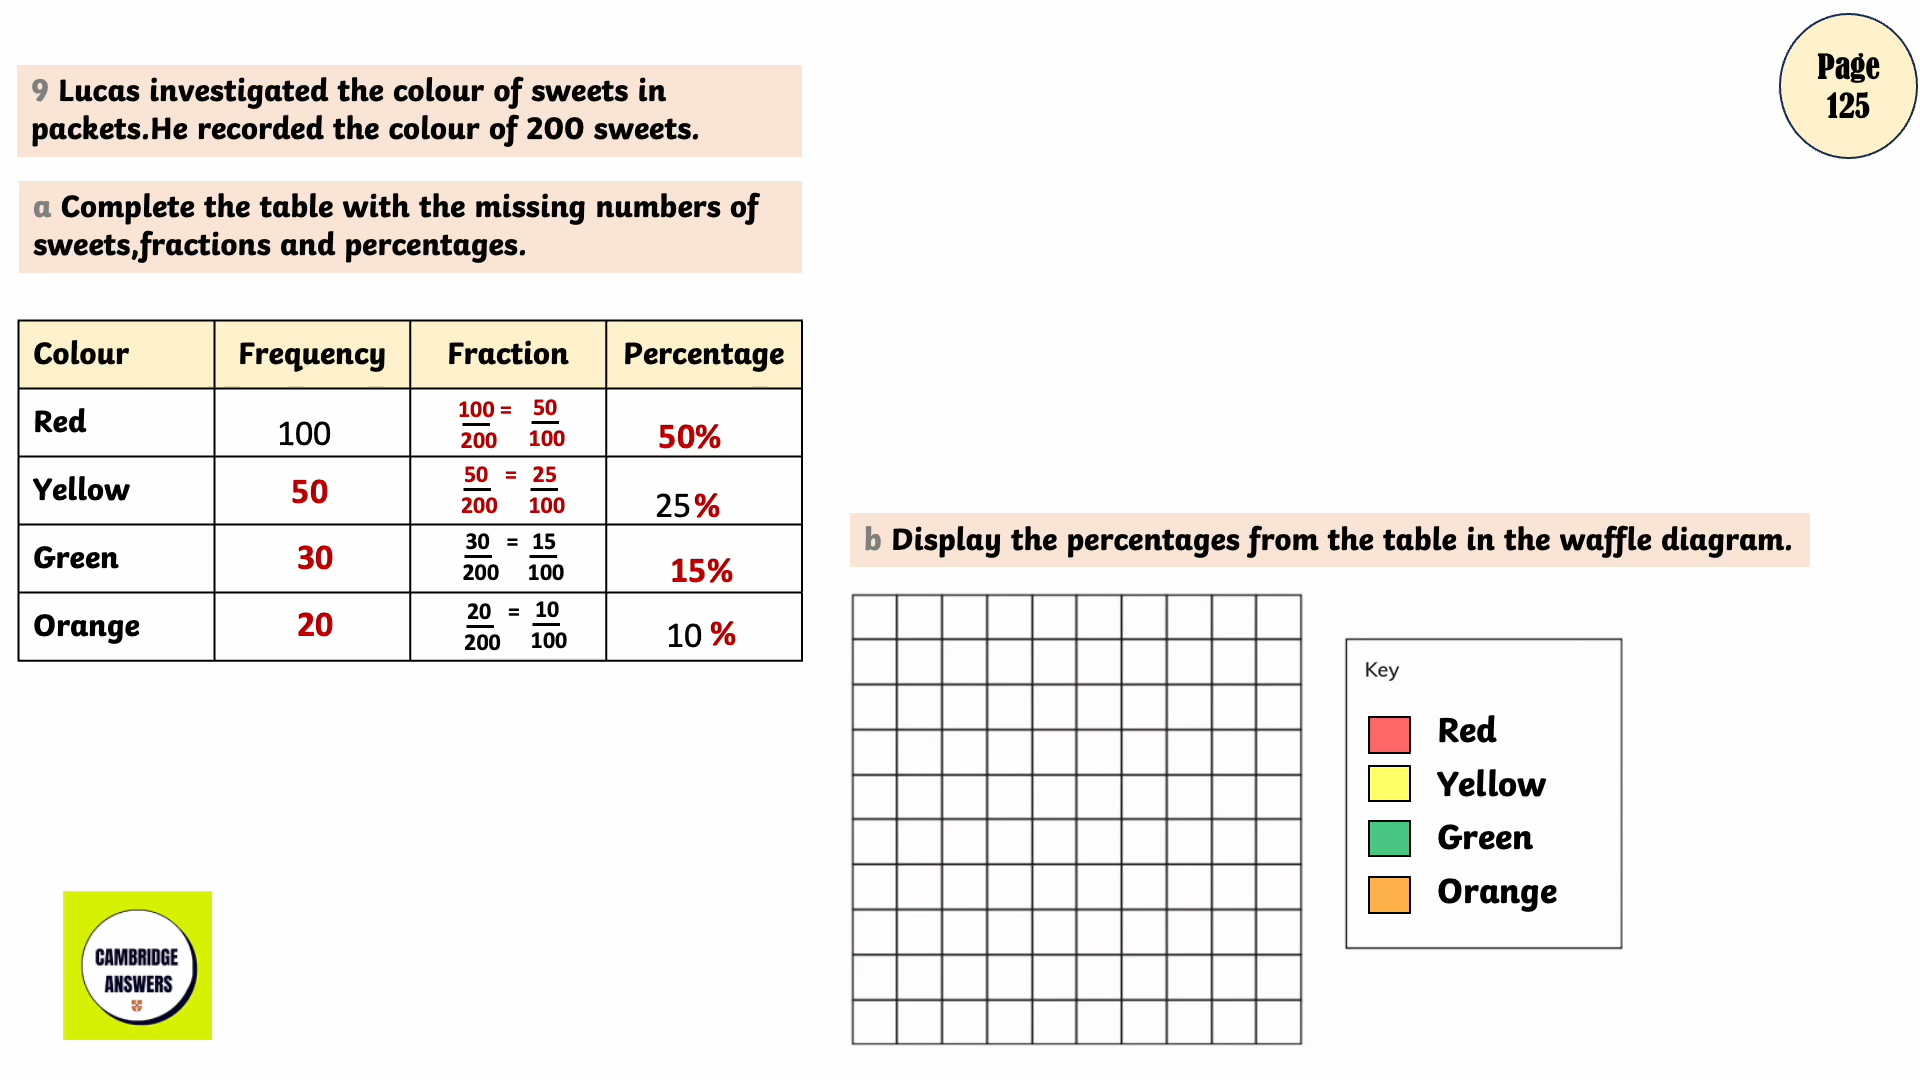 Page
125
9 Lucas investigated the colour of sweets in
packets.He recorded the colour of 200 sweets.
a Complete the table with the missing numbers of
sweets,fractions and percentages.
Colour Frequency Fraction Percentage
Red 100 100/200 = 50/100 50%
Yellow 50 50/200 = 25/100 25%
Green 30 30/200 = 15/100 15%
Orange 20 20/200 = 10/100 10 %
b Display the percentages from the table in the waffle diagram.
Key
Red
Yellow
Green
Orange
CAMBRIDGE
ANSWERS